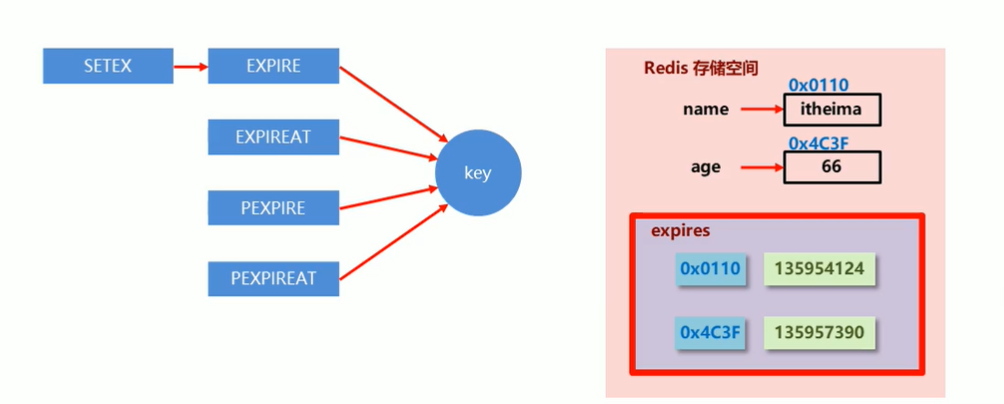 SETEX
EXPIRE
EXPIREAT
PEXPIRE
PEXPIREAT
key
Redis 存储空间
0x0110
name
itheima
0x4C3F
age
66
expires
0x0110
135954124
0x4C3F
135957390